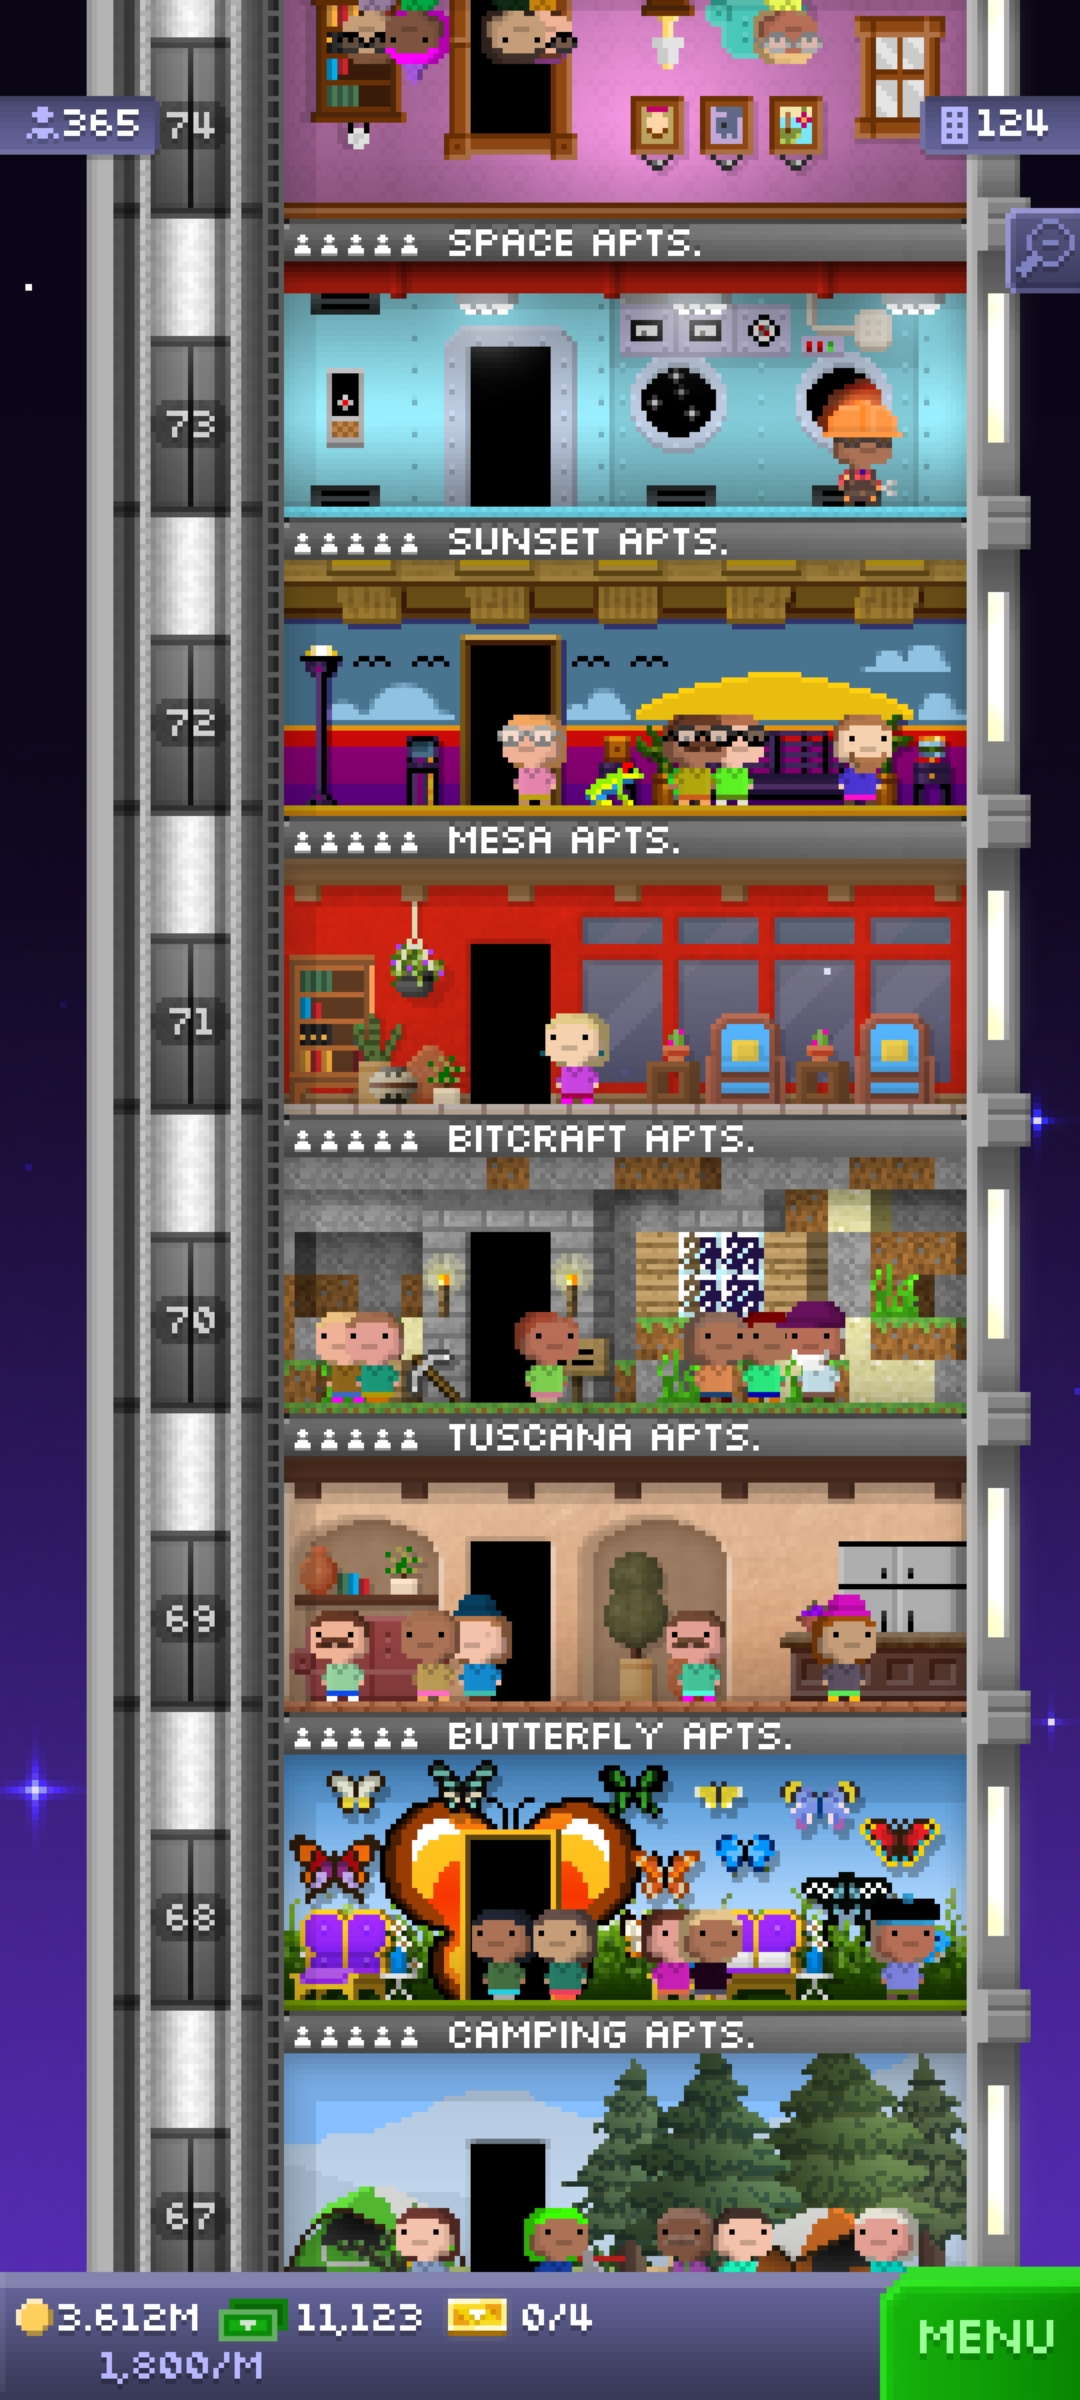 365
74
124
SPACE APTS.
73
SUNSET APTS.
72
MESA APTS.
71
BITCRAFT APTS.
70
TUSCANA APTS.
69
BUTTERFLY APTS.
68
CAMPING APTS.
67
3.612M 11,123 0/4
1,800/M
MENU